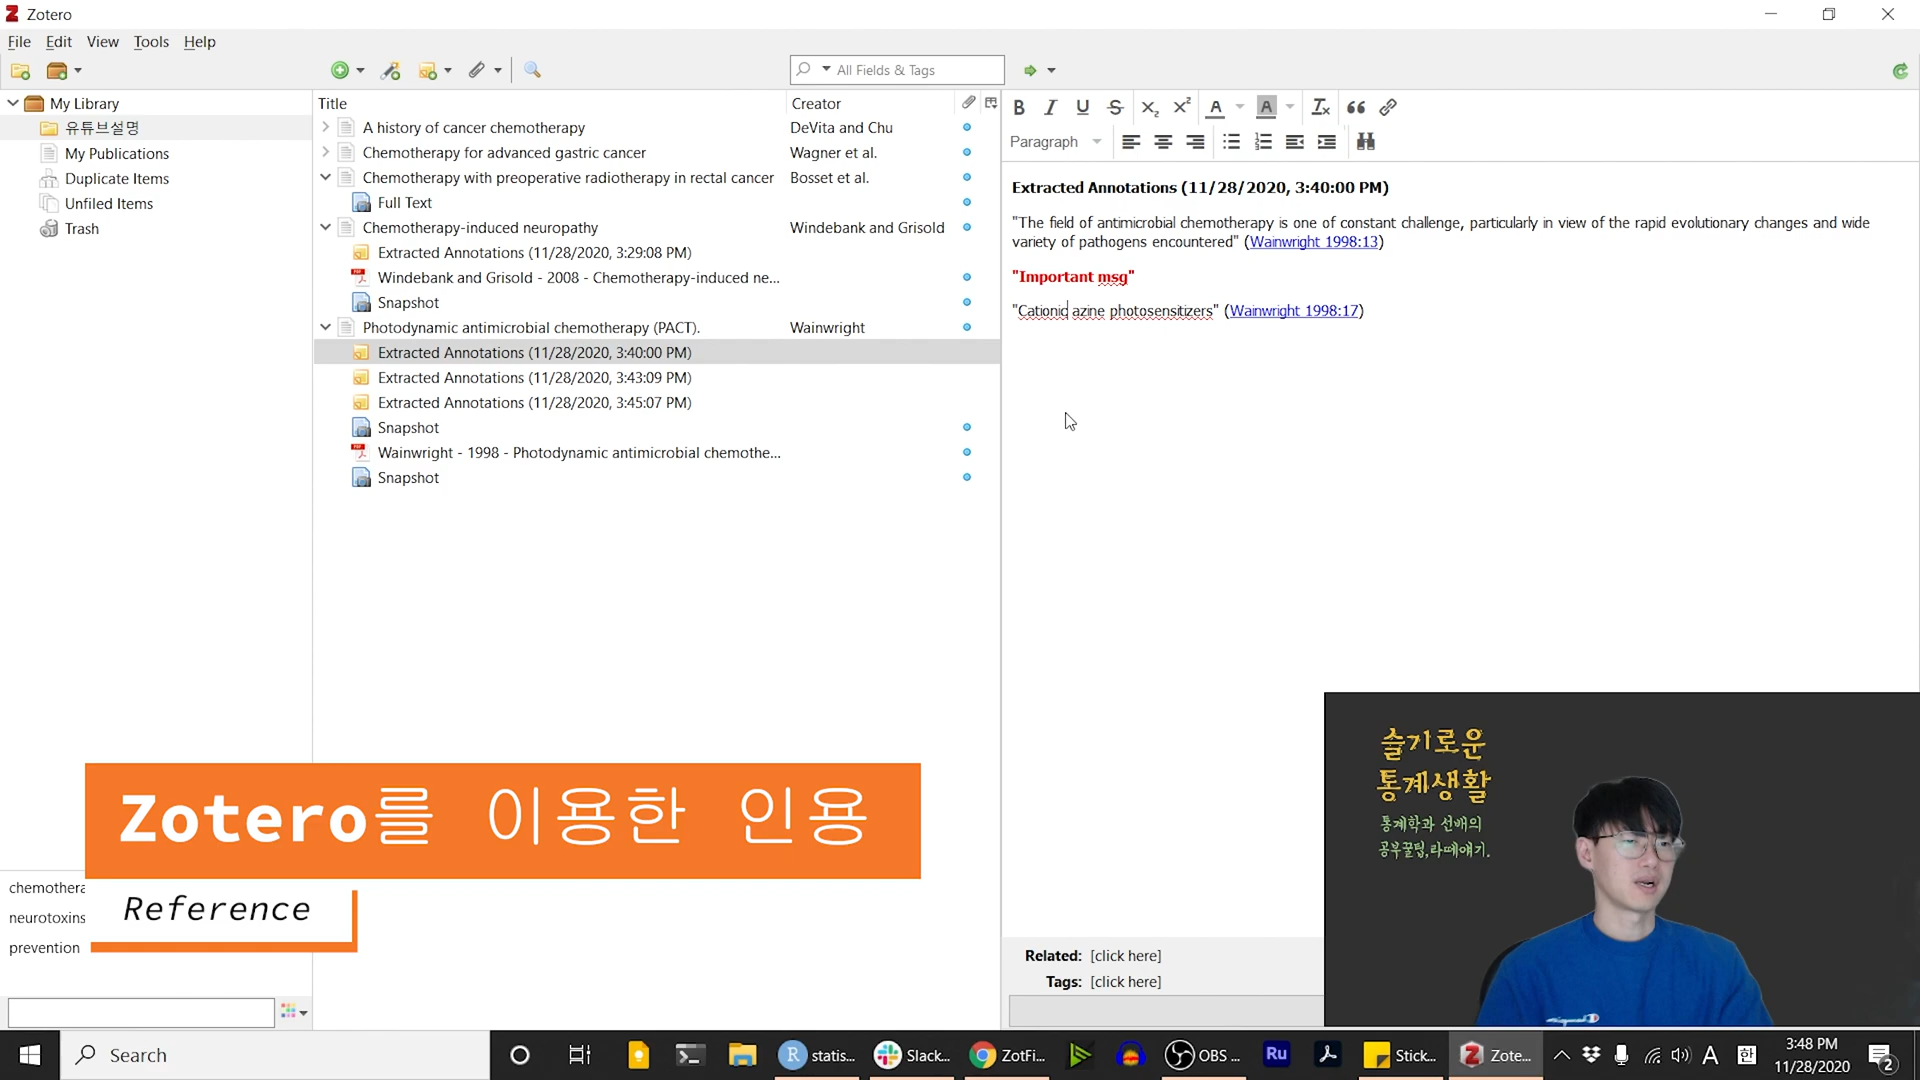 Zotero
File Edit View Tools Help
All Fields & Tags
My Library
유튜브설명
My Publications
Duplicate Items
Unfiled Items
Trash
Title Creator
A history of cancer chemotherapy DeVita and Chu
Chemotherapy for advanced gastric cancer Wagner et al.
Chemotherapy with preoperative radiotherapy in rectal cancer Bosset et al.
Full Text
Chemotherapy-induced neuropathy Windebank and Grisold
Extracted Annotations (11/28/2020, 3:29:08 PM)
Windebank and Grisold - 2008 - Chemotherapy-induced ne...
Snapshot
Photodynamic antimicrobial chemotherapy (PACT). Wainwright
Extracted Annotations (11/28/2020, 3:40:00 PM)
Extracted Annotations (11/28/2020, 3:43:09 PM)
Extracted Annotations (11/28/2020, 3:45:07 PM)
Snapshot
Wainwright - 1998 - Photodynamic antimicrobial chemothe...
Snapshot
Paragraph
Extracted Annotations (11/28/2020, 3:40:00 PM)
"The field of antimicrobial chemotherapy is one of constant challenge, particularly in view of the rapid evolutionary changes and wide
variety of pathogens encountered" (Wainwright 1998:13)
"Important msg"
"Cationic azine photosensitizers" (Wainwright 1998:17)
Related: [click here]
Tags: [click here]
슬기로운
통계생활
통계학과 선배의
공부꿀팁,라떼얘기.
Zotero를 이용한 인용
Reference
chemothera
neurotoxins
prevention
Search
statis...
Slack...
ZotFi...
OBS ...
Ru
Stick...
Zote...
A
한
3:48 PM
11/28/2020
2